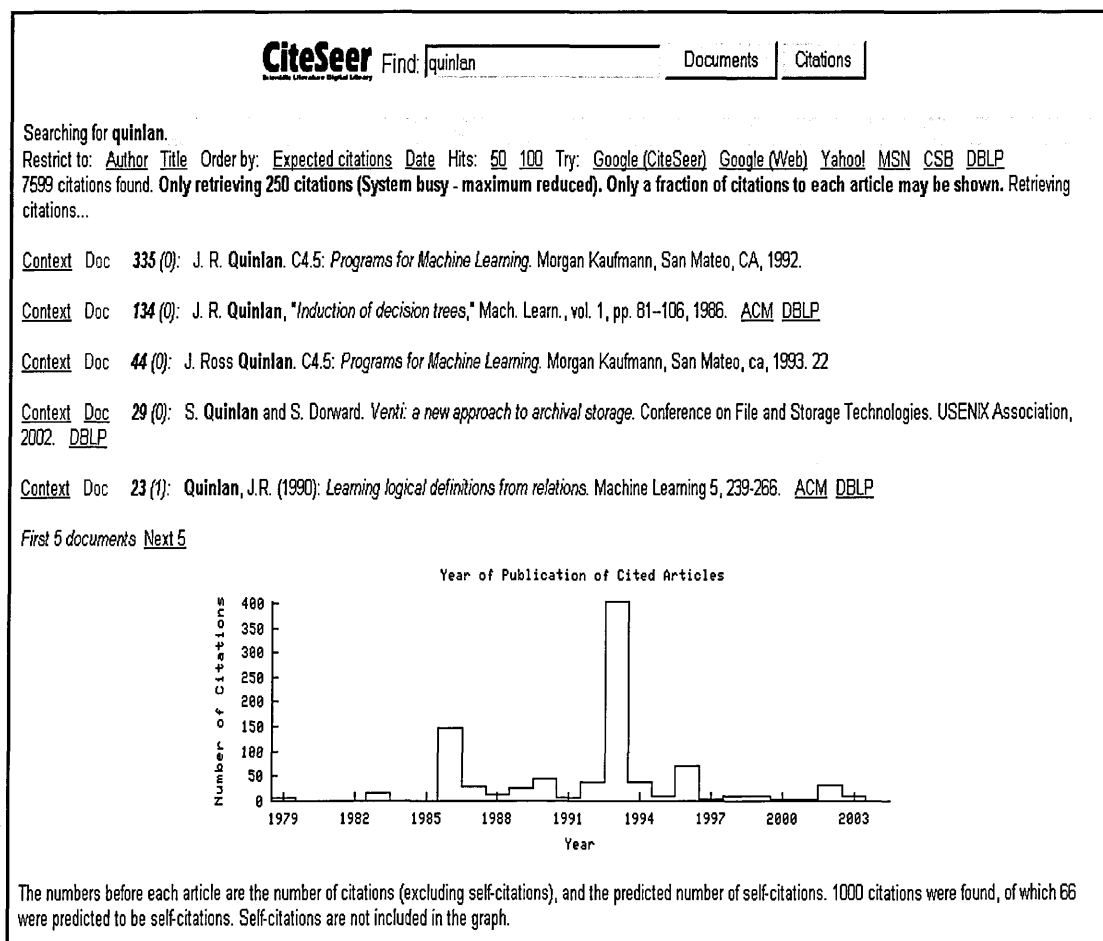 CiteSeer Find: quinlan Documents Citations
Scientific Literature Digital Library
Searching for quinlan.
Restrict to: Author Title Order by: Expected citations Date Hits: 50 100 Try: Google (CiteSeer) Google (Web) Yahoo! MSN CSB DBLP
7599 citations found. Only retrieving 250 citations (System busy - maximum reduced). Only a fraction of citations to each article may be shown. Retrieving
citations...
Context Doc 335 (0): J. R. Quinlan. C4.5: Programs for Machine Learning. Morgan Kaufmann, San Mateo, CA, 1992.
Context Doc 134 (0): J. R. Quinlan, "Induction of decision trees," Mach. Learn., vol. 1, pp. 81–106, 1986. ACM DBLP
Context Doc 44 (0): J. Ross Quinlan. C4.5: Programs for Machine Learning. Morgan Kaufmann, San Mateo, ca, 1993. 22
Context Doc 29 (0): S. Quinlan and S. Dorward. Venti: a new approach to archival storage. Conference on File and Storage Technologies. USENIX Association,
2002. DBLP
Context Doc 23 (1): Quinlan, J.R. (1990): Learning logical definitions from relations. Machine Learning 5, 239-266. ACM DBLP
First 5 documents Next 5
Year of Publication of Cited Articles
Number of Citations
400
350
300
250
200
150
100
50
0
1979 1982 1985 1988 1991 1994 1997 2000 2003
Year
The numbers before each article are the number of citations (excluding self-citations), and the predicted number of self-citations. 1000 citations were found, of which 66
were predicted to be self-citations. Self-citations are not included in the graph.